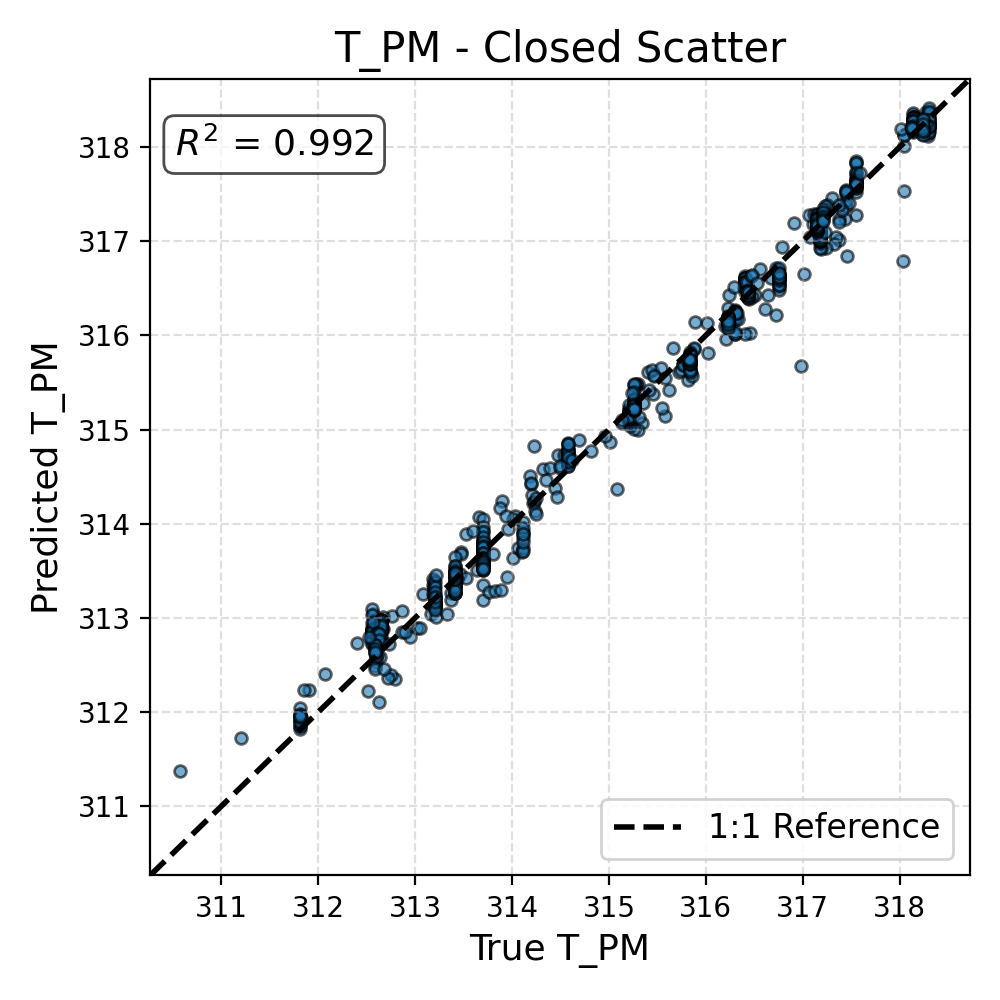 T_PM - Closed Scatter
R² = 0.992
Predicted T_PM
318
317
316
315
314
313
312
311
1:1 Reference
311 312 313 314 315 316 317 318
True T_PM